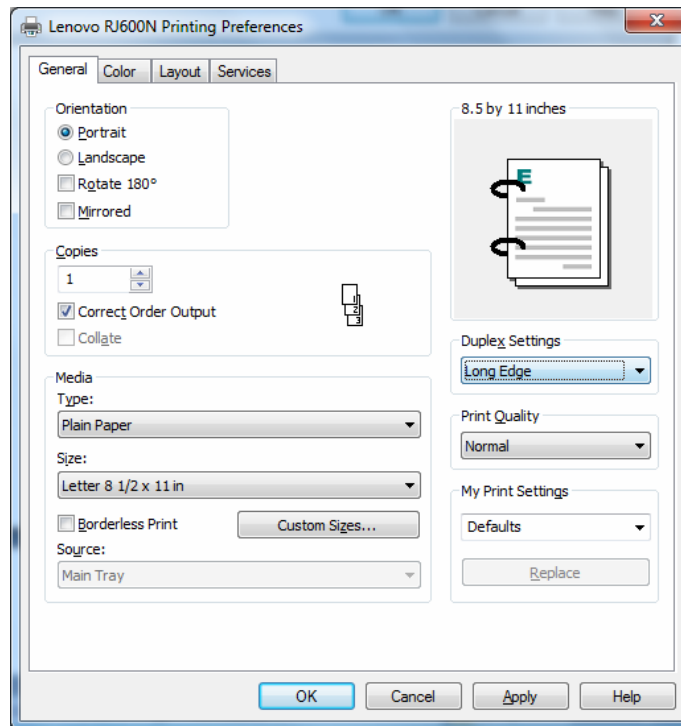 Lenovo RJ600N Printing Preferences
General Color Layout Services
Orientation
Portrait
Landscape
Rotate 180°
Mirrored
Copies
1
Correct Order Output
Collate
1
2
3
Media
Type:
Plain Paper
Size:
Letter 8 1/2 x 11 in
Borderless Print
Custom Sizes...
Source:
Main Tray
8.5 by 11 inches
E
Duplex Settings
Long Edge
Print Quality
Normal
My Print Settings
Defaults
Replace
OK Cancel Apply Help